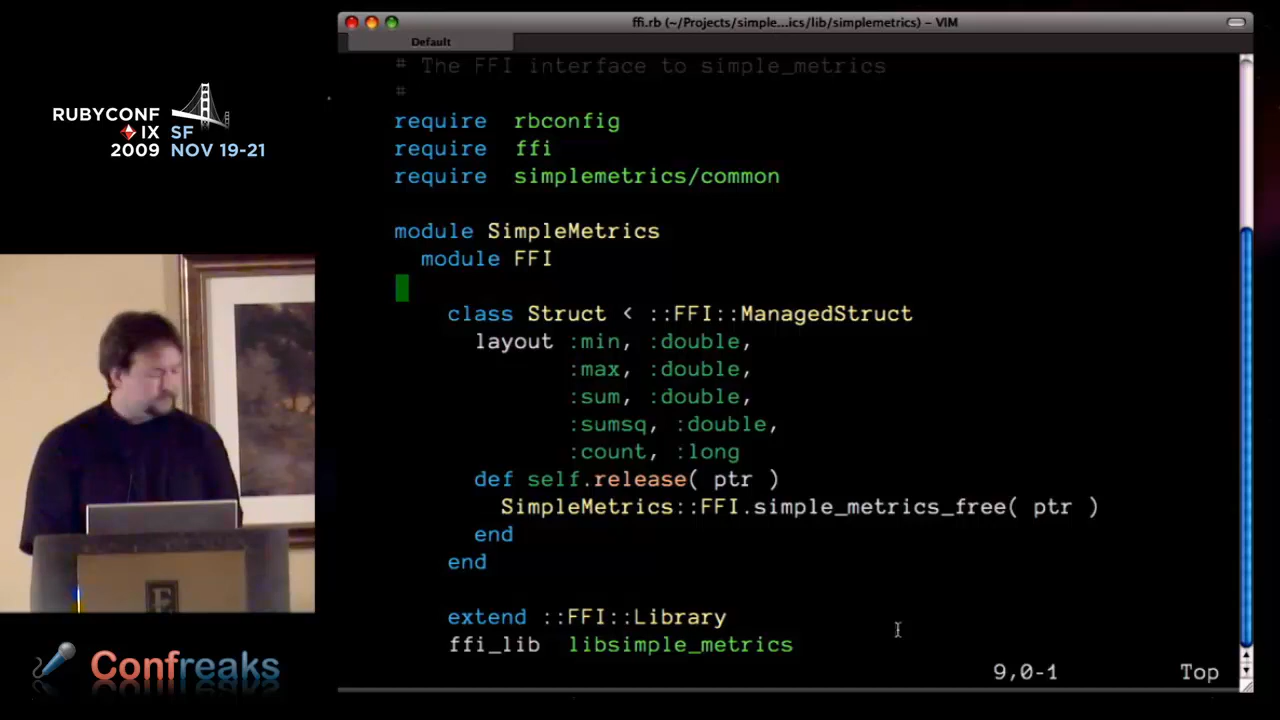 ffi.rb (~/Projects/simple...ics/lib/simplemetrics) – VIM
Default
# The FFI interface to simple_metrics
#
require rbconfig
require ffi
require simplemetrics/common
module SimpleMetrics
module FFI
class Struct < ::FFI::ManagedStruct
layout :min, :double,
:max, :double,
:sum, :double,
:sumsq, :double,
:count, :long
def self.release( ptr )
SimpleMetrics::FFI.simple_metrics_free( ptr )
end
end
extend ::FFI::Library
ffi_lib libsimple_metrics
9,0-1 Top
RUBYCONF
IX SF
2009 NOV 19-21
Confreaks